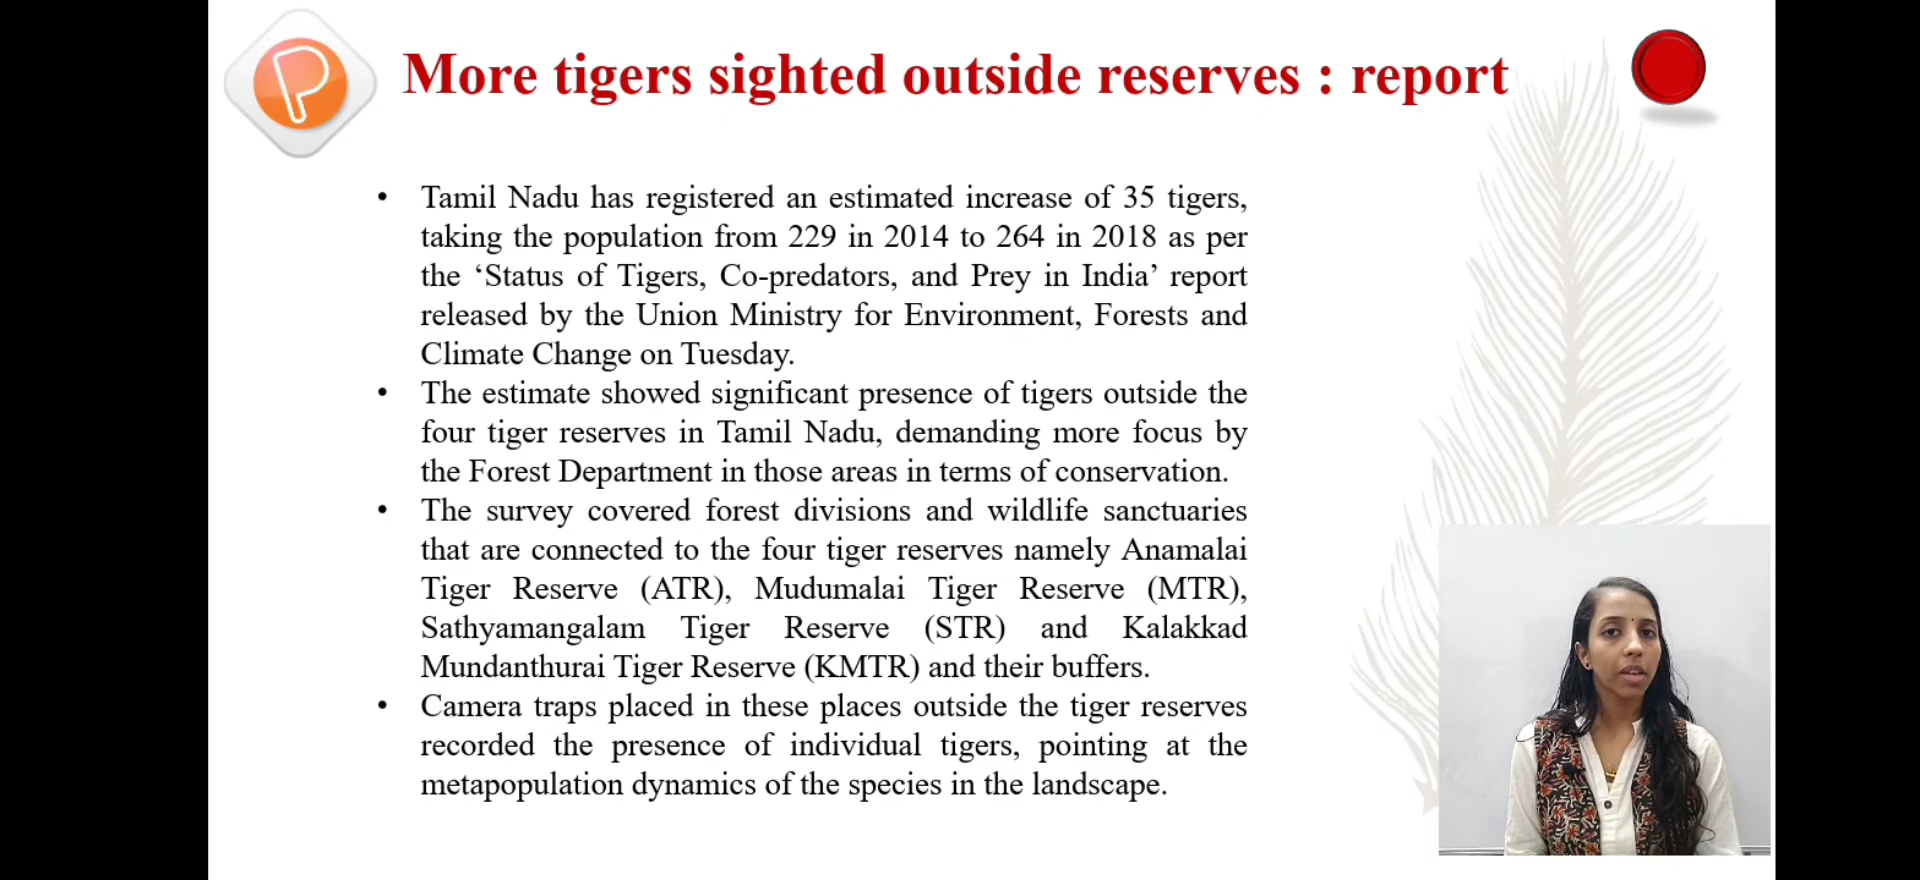 More tigers sighted outside reserves : report
• Tamil Nadu has registered an estimated increase of 35 tigers,
taking the population from 229 in 2014 to 264 in 2018 as per
the ‘Status of Tigers, Co-predators, and Prey in India’ report
released by the Union Ministry for Environment, Forests and
Climate Change on Tuesday.
• The estimate showed significant presence of tigers outside the
four tiger reserves in Tamil Nadu, demanding more focus by
the Forest Department in those areas in terms of conservation.
• The survey covered forest divisions and wildlife sanctuaries
that are connected to the four tiger reserves namely Anamalai
Tiger Reserve (ATR), Mudumalai Tiger Reserve (MTR),
Sathyamangalam Tiger Reserve (STR) and Kalakkad
Mundanthurai Tiger Reserve (KMTR) and their buffers.
• Camera traps placed in these places outside the tiger reserves
recorded the presence of individual tigers, pointing at the
metapopulation dynamics of the species in the landscape.